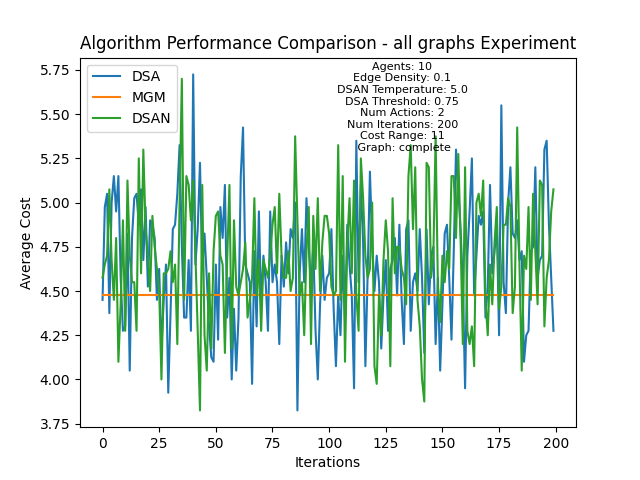 Algorithm Performance Comparison - all graphs Experiment
DSA
MGM
DSAN
Agents: 10
Edge Density: 0.1
DSAN Temperature: 5.0
DSA Threshold: 0.75
Num Actions: 2
Num Iterations: 200
Cost Range: 11
Graph: complete
Average Cost
5.75
5.50
5.25
5.00
4.75
4.50
4.25
4.00
3.75
0 25 50 75 100 125 150 175 200
Iterations